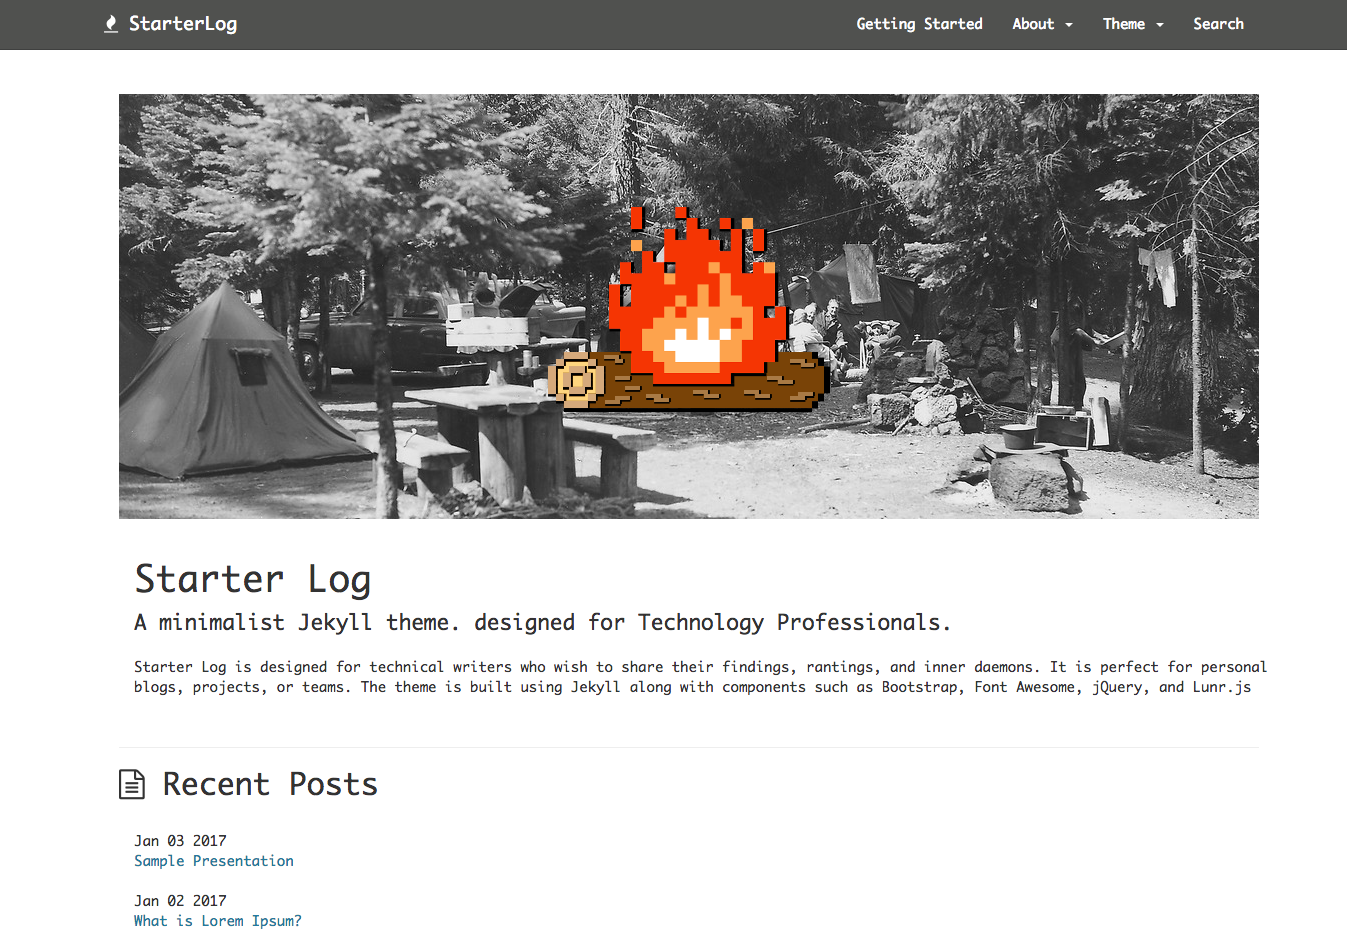 StarterLog
Getting Started
About
Theme
Search
Starter Log
A minimalist Jekyll theme. designed for Technology Professionals.
Starter Log is designed for technical writers who wish to share their findings, rantings, and inner daemons. It is perfect for personal
blogs, projects, or teams. The theme is built using Jekyll along with components such as Bootstrap, Font Awesome, jQuery, and Lunr.js
Recent Posts
Jan 03 2017
Sample Presentation
Jan 02 2017
What is Lorem Ipsum?